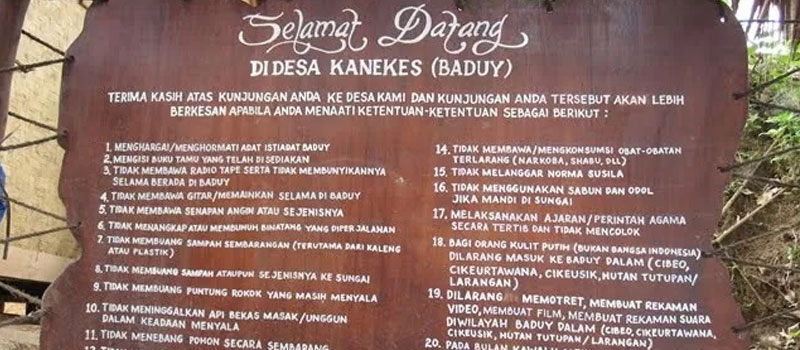 Selamat Datang
DI DESA KANEKES (BADUY)
TERIMA KASIH ATAS KUNJUNGAN ANDA KE DESA KAMI DAN KUNJUNGAN ANDA TERSEBUT AKAN LEBIH
BERKESAN APABILA ANDA MENAATI KETENTUAN-KETENTUAN SEBAGAI BERIKUT :
1. MENGHARGAI/MENGHORMATI ADAT ISTIADAT BADUY
2. MENGISI BUKU TAMU YANG TELAH DI SEDIAKAN
3. TIDAK MEMBAWA RADIO TAPE SERTA TIDAK MEMBUNYIKANNYA
SELAMA BERADA DI BADUY
4. TIDAK MEMBAWA GITAR/MEMAINKAN SELAMA DI BADUY
5. TIDAK MEMBAWA SENAPAN ANGIN ATAU SEJENISNYA
6. TIDAK MENANGKAP ATAU MEMBUNUH BINATANG YANG DIPERJALANAN
7. TIDAK MEMBUANG SAMPAH SEMBARANGAN (TERUTAMA DARI KALENG
ATAU PLASTIK)
8. TIDAK MEMBUANG SAMPAH ATAUPUN SEJENISNYA KE SUNGAI
9. TIDAK MEMBUANG PUNTUNG ROKOK YANG MASIH MENYALA
10. TIDAK MENINGGALKAN API BEKAS MASAK/UNGGUN
DALAM KEADAAN MENYALA
11. TIDAK MENEBANG POHON SECARA SEMBARANG
14. TIDAK MEMBAWA/MENGKONSUMSI OBAT-OBATAN
TERLARANG (NARKOBA, SHABU, DLL)
15. TIDAK MELANGGAR NORMA SUSILA
16. TIDAK MENGGUNAKAN SABUN DAN ODOL
JIKA MANDI DI SUNGAI
17. MELAKSANAKAN AJARAN/PERINTAH AGAMA
SECARA TERTIB DAN TIDAK MENCOLOK
18. BAGI ORANG KULIT PUTIH (BUKAN BANGSA INDONESIA)
DILARANG MASUK KE BADUY DALAM (CIBEO,
CIKEURTAWANA, CIKEUSIK, HUTAN TUTUPAN/
LARANGAN)
19. DILARANG MEMOTRET, MEMBUAT REKAMAN
VIDEO, MEMBUAT FILM, MEMBUAT REKAMAN SUARA
DIWILAYAH BADUY DALAM (CIBEO, CIKEURTAWANA,
CIKEUSIK, HUTAN TUTUPAN/LARANGAN)
20. PADA BULAN KAWALU